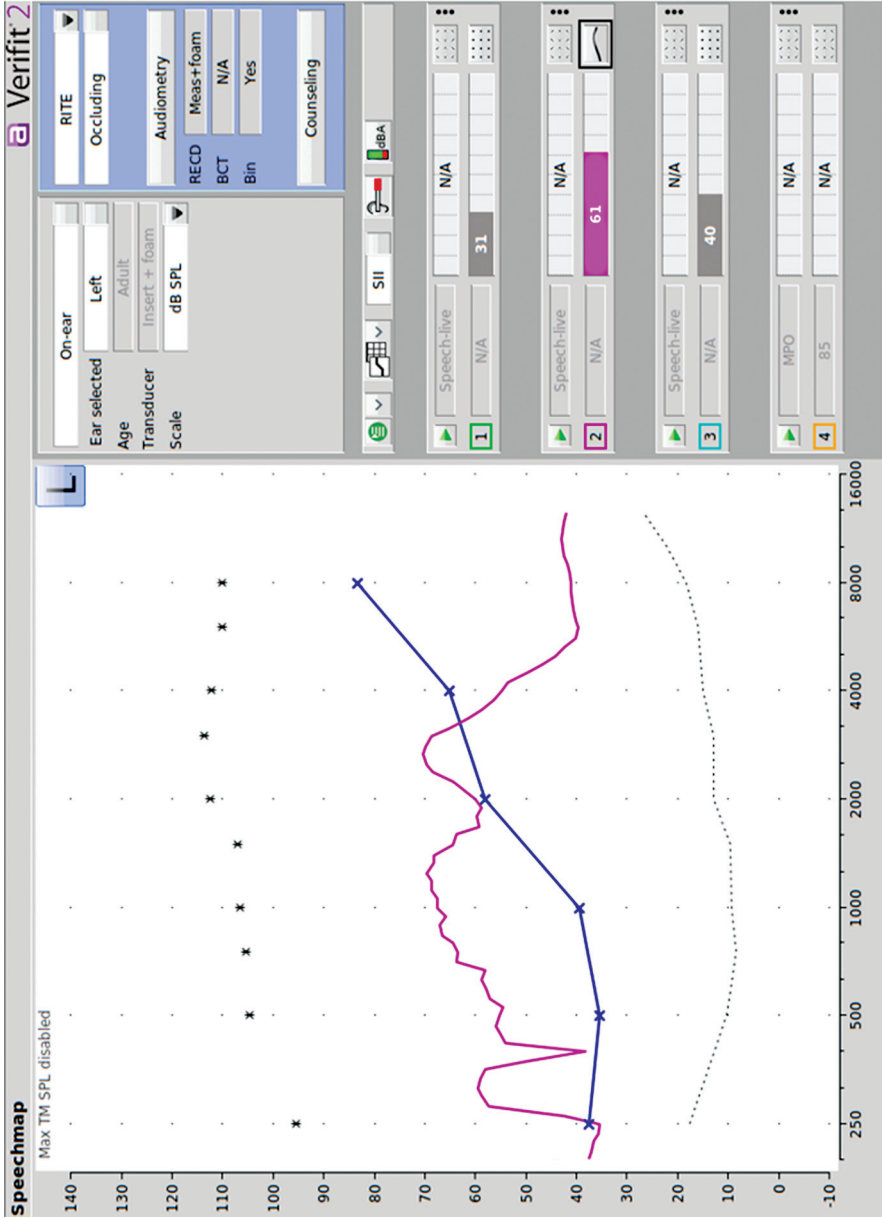 Speechmap
a Verifit 2
Max TM SPL disabled
L
140
130
120
110
100
90
80
70
60
50
40
30
20
10
0
-10
250
500
1000
2000
4000
8000
16000
On-ear
Ear selected Left
Age Adult
Transducer Insert + foam
Scale dB SPL
RITE
Occluding
Audiometry
RECD Meas+foam
BCT N/A
Bin Yes
Counseling
SII dBA
Speech-live N/A
1 N/A 31
Speech-live N/A
2 N/A 61
Speech-live N/A
3 N/A 40
MPO N/A
4 85 N/A